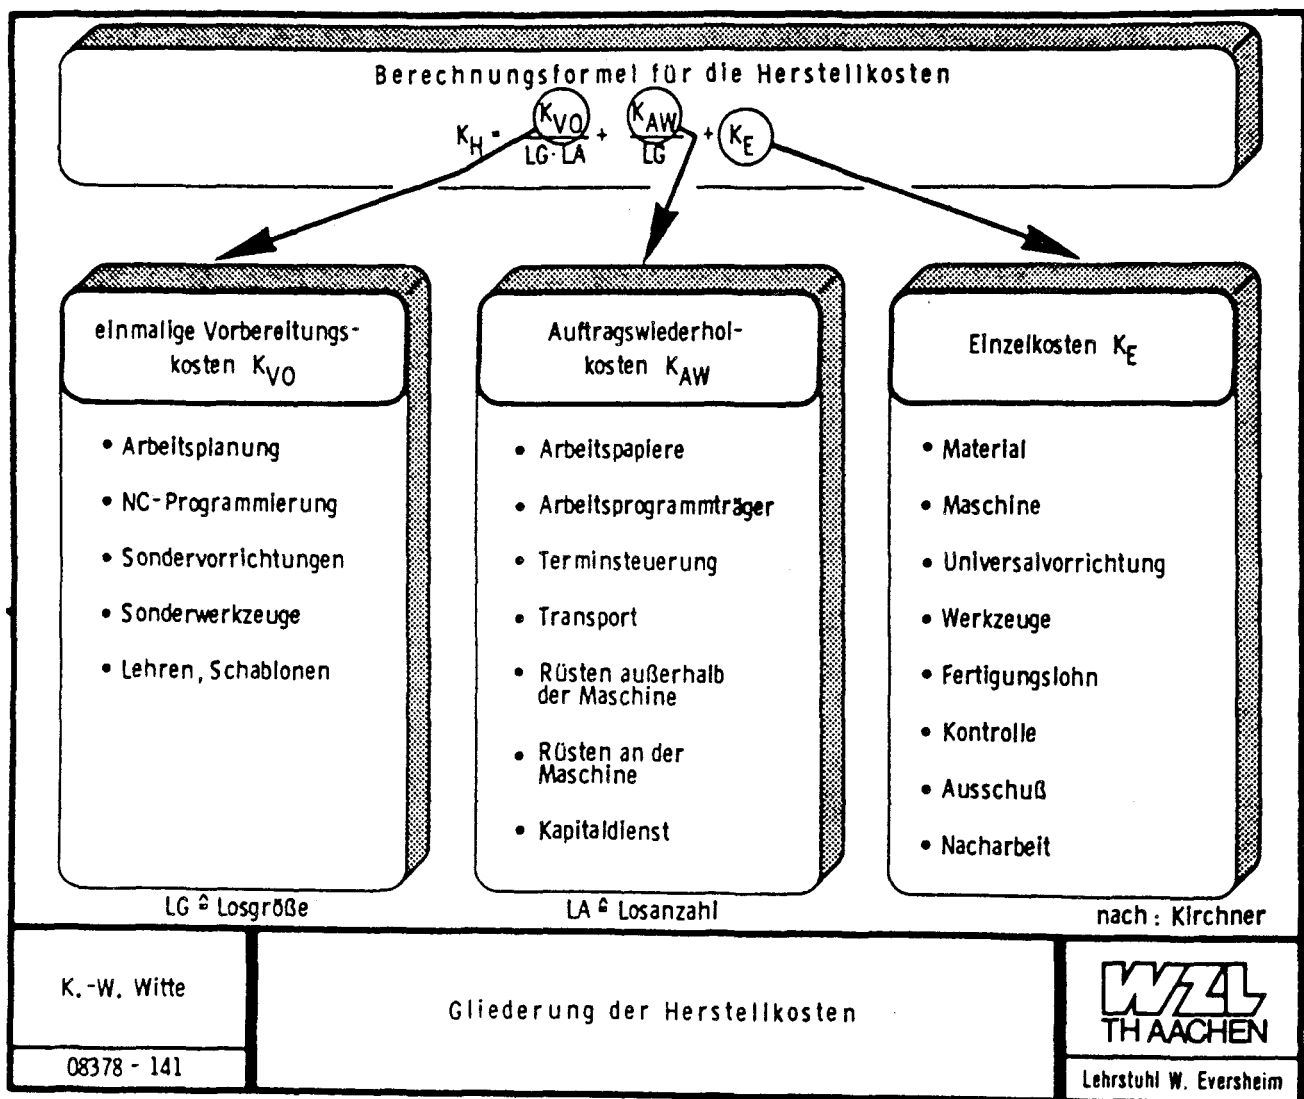 Berechnungsformel für die Herstellkosten
K_H = K_VO / LG·LA + K_AW / LG + K_E
einmalige Vorbereitungs-
kosten K_VO
• Arbeitsplanung
• NC-Programmierung
• Sondervorrichtungen
• Sonderwerkzeuge
• Lehren, Schablonen
Auftragswiederhol-
kosten K_AW
• Arbeitspapiere
• Arbeitsprogrammträger
• Terminsteuerung
• Transport
• Rüsten außerhalb
der Maschine
• Rüsten an der
Maschine
• Kapitaldienst
Einzelkosten K_E
• Material
• Maschine
• Universalvorrichtung
• Werkzeuge
• Fertigungslohn
• Kontrolle
• Ausschuß
• Nacharbeit
LG ≙ Losgröße
LA ≙ Losanzahl
nach: Kirchner
K.-W. Witte
08378 - 141
Gliederung der Herstellkosten
WZL
TH AACHEN
Lehrstuhl W. Eversheim